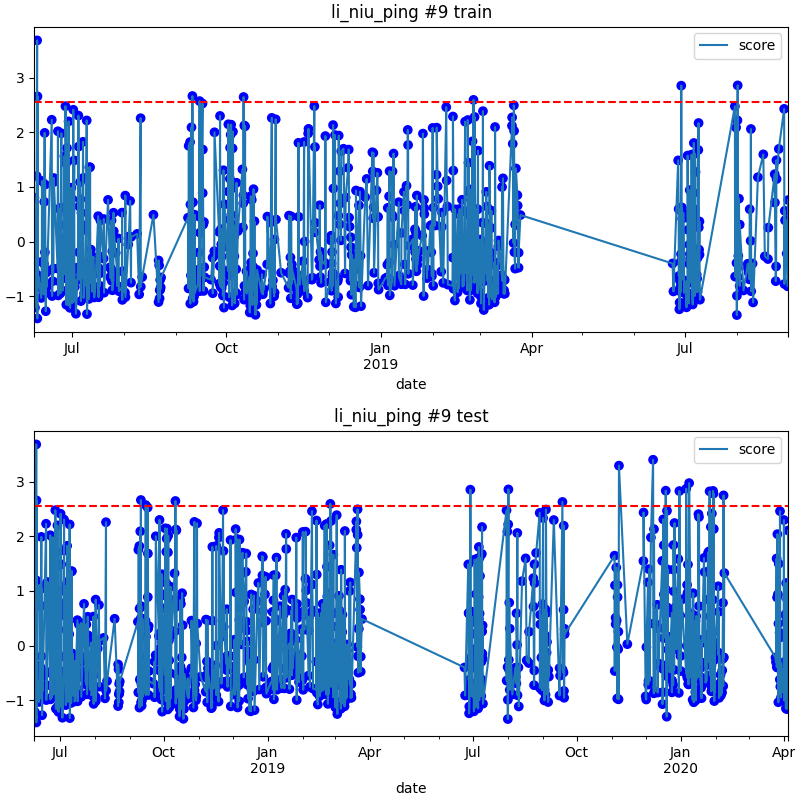 li_niu_ping #9 train
score
3
2
1
0
−1
Jul Oct Jan Apr Jul
2019
date
li_niu_ping #9 test
score
3
2
1
0
−1
Jul Oct Jan Apr Jul Oct Jan Apr
2019 2020
date